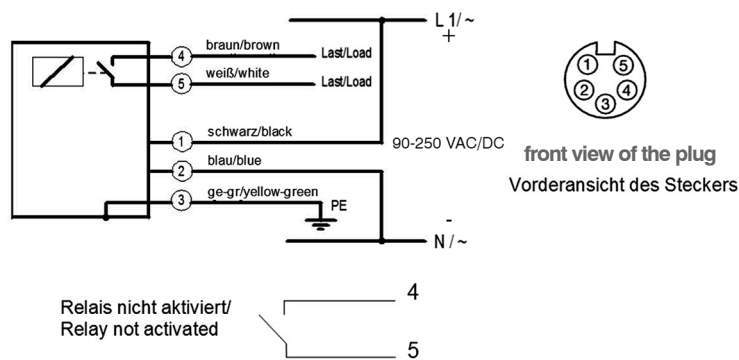 L 1/ ~
+
4 braun/brown Last/Load
5 weiß/white Last/Load
1 schwarz/black
90-250 VAC/DC
2 blau/blue
3 ge-gr/yellow-green
PE
-
N / ~
1 5
2 4
3
front view of the plug
Vorderansicht des Steckers
Relais nicht aktiviert/
Relay not activated
4
5